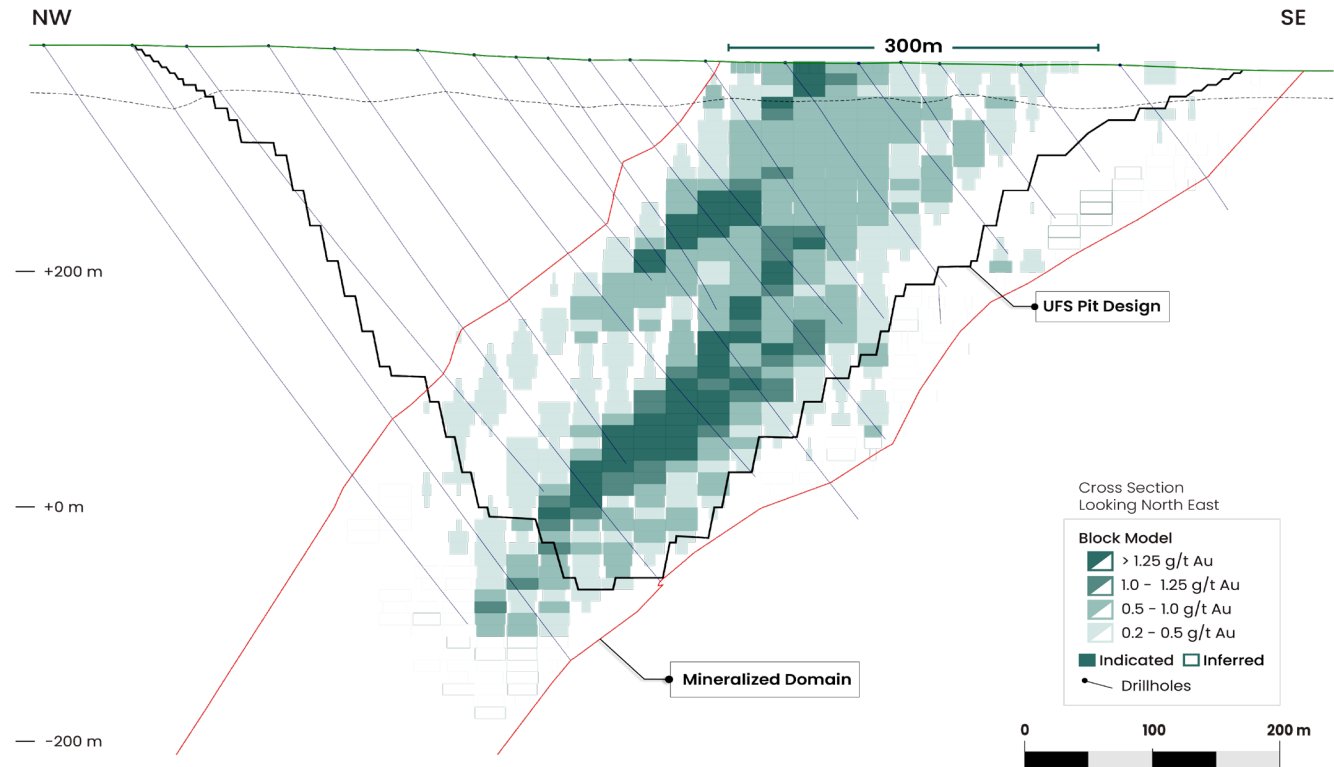 NW
SE
300m
+200 m
UFS Pit Design
+0 m
Cross Section
Looking North East
Block Model
> 1.25 g/t Au
1.0 - 1.25 g/t Au
0.5 - 1.0 g/t Au
0.2 - 0.5 g/t Au
Indicated Inferred
Drillholes
Mineralized Domain
-200 m
0 100 200 m